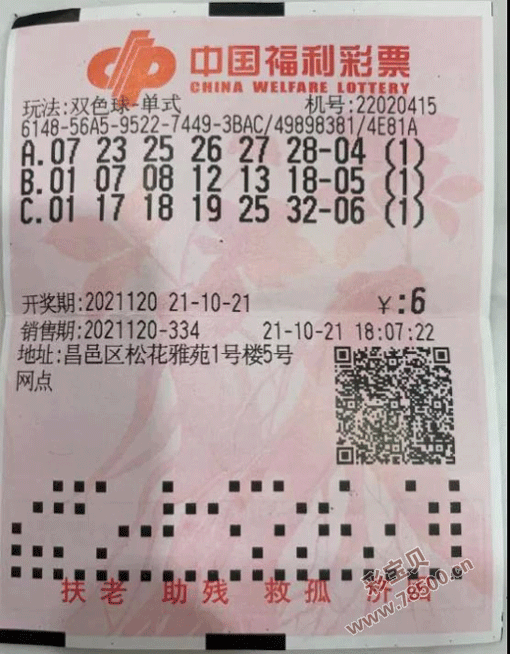 中国福利彩票
CHINA WELFARE LOTTERY
玩法:双色球-单式 机号:22020415
6148-56A5-9522-7449-3BAC/49898381/4E81A
A.07 23 25 26 27 28-04 (1)
B.01 07 08 12 13 18-05 (1)
C.01 17 18 19 25 32-06 (1)
开奖期:2021120 21-10-21 ¥:6
销售期:2021120-334 21-10-21 18:07:22
地址:昌邑区松花雅苑1号楼5号
网点
扶老 助残 救孤 济困
彩宝贝
www.78500.cn